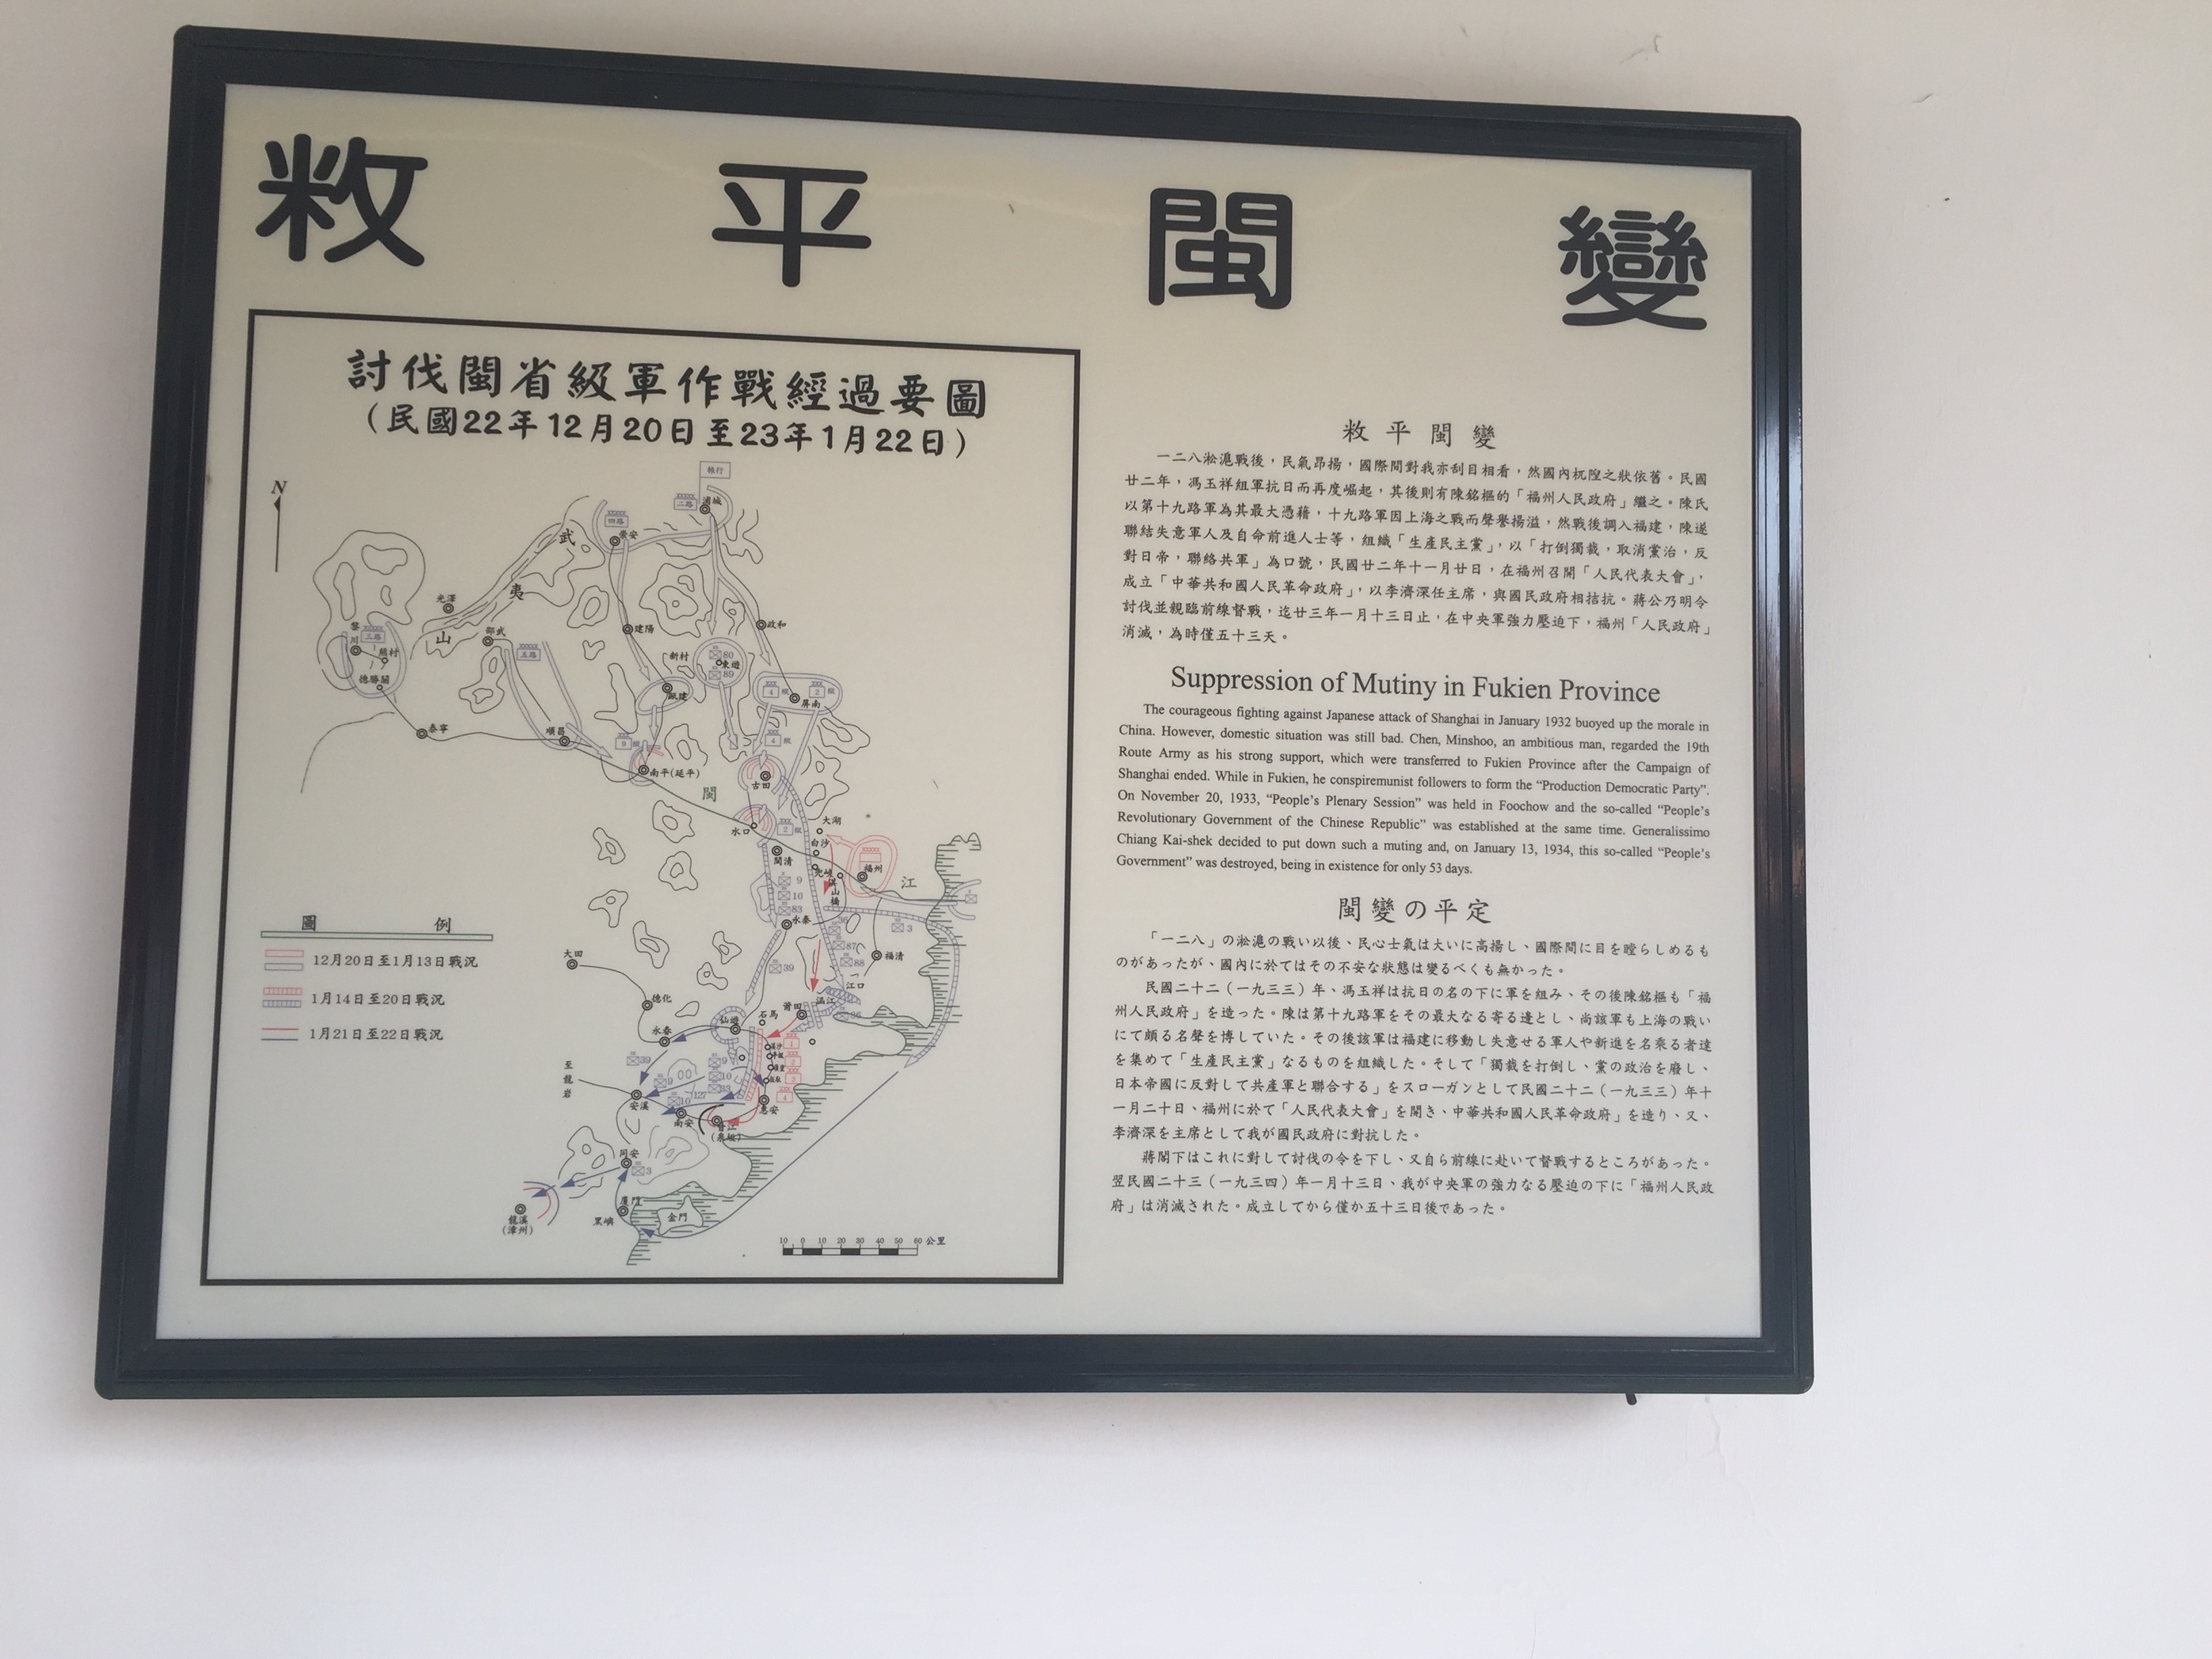 敉平閩變
討伐閩省級軍作戰經過要圖
(民國22年12月20日至23年1月22日)
N
二路
浦城
四路
崇安
武
夷
山
光澤
邵武
五路
黎川
三路
熊村
德勝關
泰寧
順昌
建陽
政和
新村
80
東遊
89
4
2
屏南
9
南平(延平)
4
古田
閩
水口
2
大湖
白沙
閩清
福州
江
9
10
83
永泰
36
3
87
88
福清
39
江口
涵江
莆田
36
大田
德化
仙遊
石馬
永春
39
9
10
至龍岩
安溪
南安
惠安
晉江
同安
3
廈門
金門
龍溪
(漳州)
圖例
12月20日至1月13日戰況
1月14日至20日戰況
1月21日至22日戰況
10 0 10 20 30 40 50 60 公里
敉平閩變
一二八淞滬戰後，民氣昂揚，國際間對我亦刮目相看，然國內杌隉之狀依舊。民國
廿二年，馮玉祥組軍抗日而再度崛起，其後則有陳銘樞的「福州人民政府」繼之。陳氏
以第十九路軍為其最大憑藉，十九路軍因上海之戰而聲譽揚溢，然戰後調入福建，陳遂
聯結失意軍人及自命前進人士等，組織「生產民主黨」，以「打倒獨裁，取消黨治，反
對日帝，聯絡共軍」為口號，民國廿二年十一月廿日，在福州召開「人民代表大會」，
成立「中華共和國人民革命政府」，以李濟深任主席，與國民政府相拮抗。蔣公乃明令
討伐並親臨前線督戰，迄廿三年一月十三日止，在中央軍強力壓迫下，福州「人民政府」
消滅，為時僅五十三天。
Suppression of Mutiny in Fukien Province
The courageous fighting against Japanese attack of Shanghai in January 1932 buoyed up the morale in
China. However, domestic situation was still bad. Chen, Minshoo, an ambitious man, regarded the 19th
Route Army as his strong support, which were transferred to Fukien Province after the Campaign of
Shanghai ended. While in Fukien, he conspiremunist followers to form the “Production Democratic Party”.
On November 20, 1933, “People’s Plenary Session” was held in Foochow and the so-called “People’s
Revolutionary Government of the Chinese Republic” was established at the same time. Generalissimo
Chiang Kai-shek decided to put down such a muting and, on January 13, 1934, this so-called “People’s
Government” was destroyed, being in existence for only 53 days.
閩變の平定
「一二八」の淞滬の戰い以後、民心士氣は大いに高揚し、國際間に目を瞠らしめるも
のがあったが、國內に於てはその不安な狀態は變るべくも無かった。
民國二十二（一九三三）年、馮玉祥は抗日の名の下に軍を組み、その後陳銘樞も「福
州人民政府」を造った。陳は第十九路軍をその最大なる寄る邊とし、尚該軍も上海の戰い
にて頗る名聲を博していた。その後該軍は福建に移動し失意せる軍人や新進を名乘る者達
を集めて「生產民主黨」なるものを組織した。そして「獨裁を打倒し、黨の政治を廢し、
日本帝國に反對して共產軍と聯合する」をスローガンとして民國二十二（一九三三）年十
一月二十日、福州に於て「人民代表大會」を開き、中華共和國人民革命政府」を造り、又、
李濟深を主席として我が國民政府に對抗した。
蔣閣下はこれに對して討伐の令を下し、又自ら前線に赴いて督戰するところがあった。
翌民國二十三（一九三四）年一月十三日、我が中央軍の強力なる壓迫の下に「福州人民政
府」は消滅された。成立してから僅か五十三日後であった。